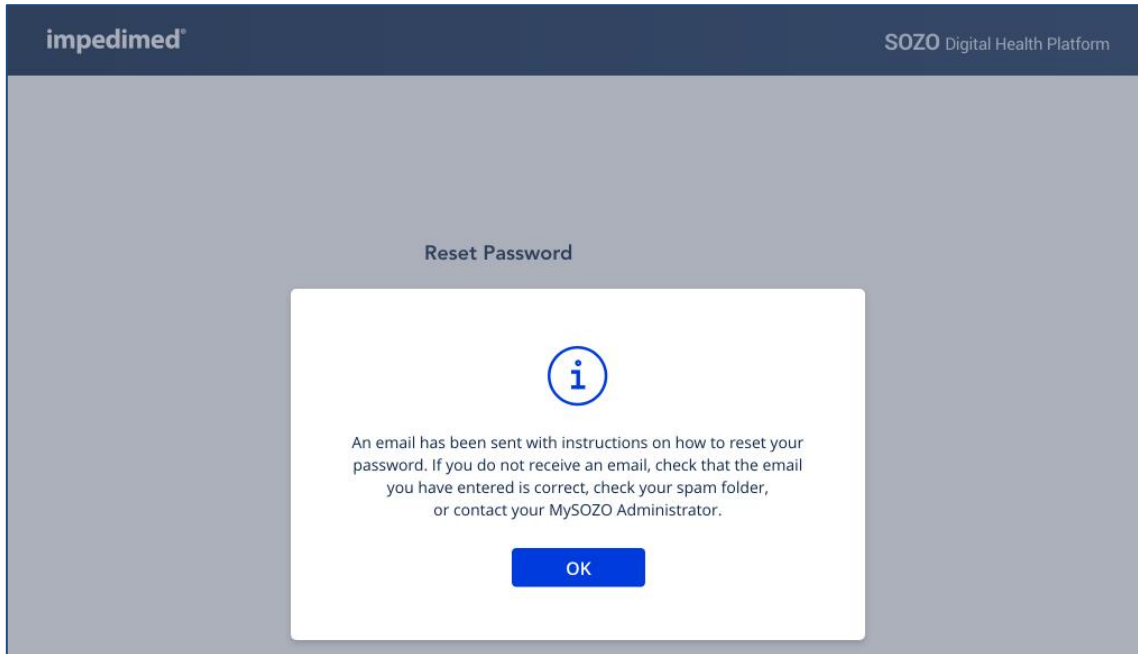 impedimed®
SOZO Digital Health Platform
Reset Password
i
An email has been sent with instructions on how to reset your
password. If you do not receive an email, check that the email
you have entered is correct, check your spam folder,
or contact your MySOZO Administrator.
OK